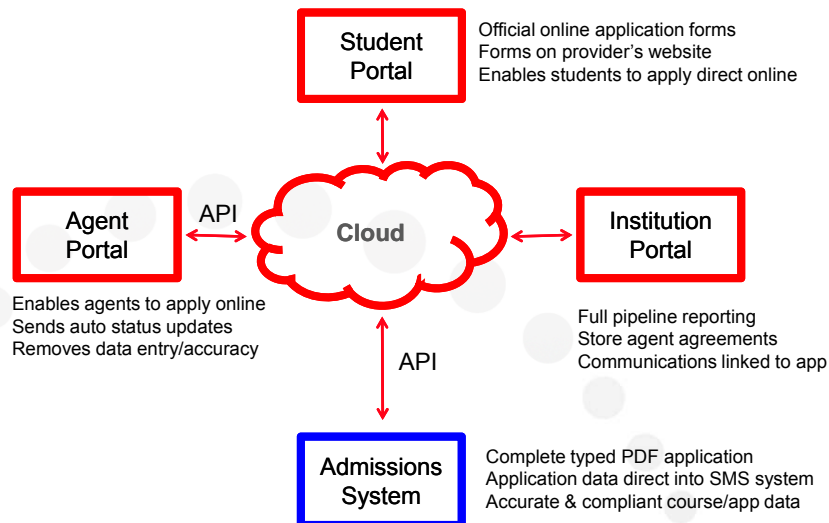 Student
Portal
Official online application forms
Forms on provider's website
Enables students to apply direct online
Agent
Portal
API
Cloud
Institution
Portal
Enables agents to apply online
Sends auto status updates
Removes data entry/accuracy
Full pipeline reporting
Store agent agreements
Communications linked to app
API
Admissions
System
Complete typed PDF application
Application data direct into SMS system
Accurate & compliant course/app data